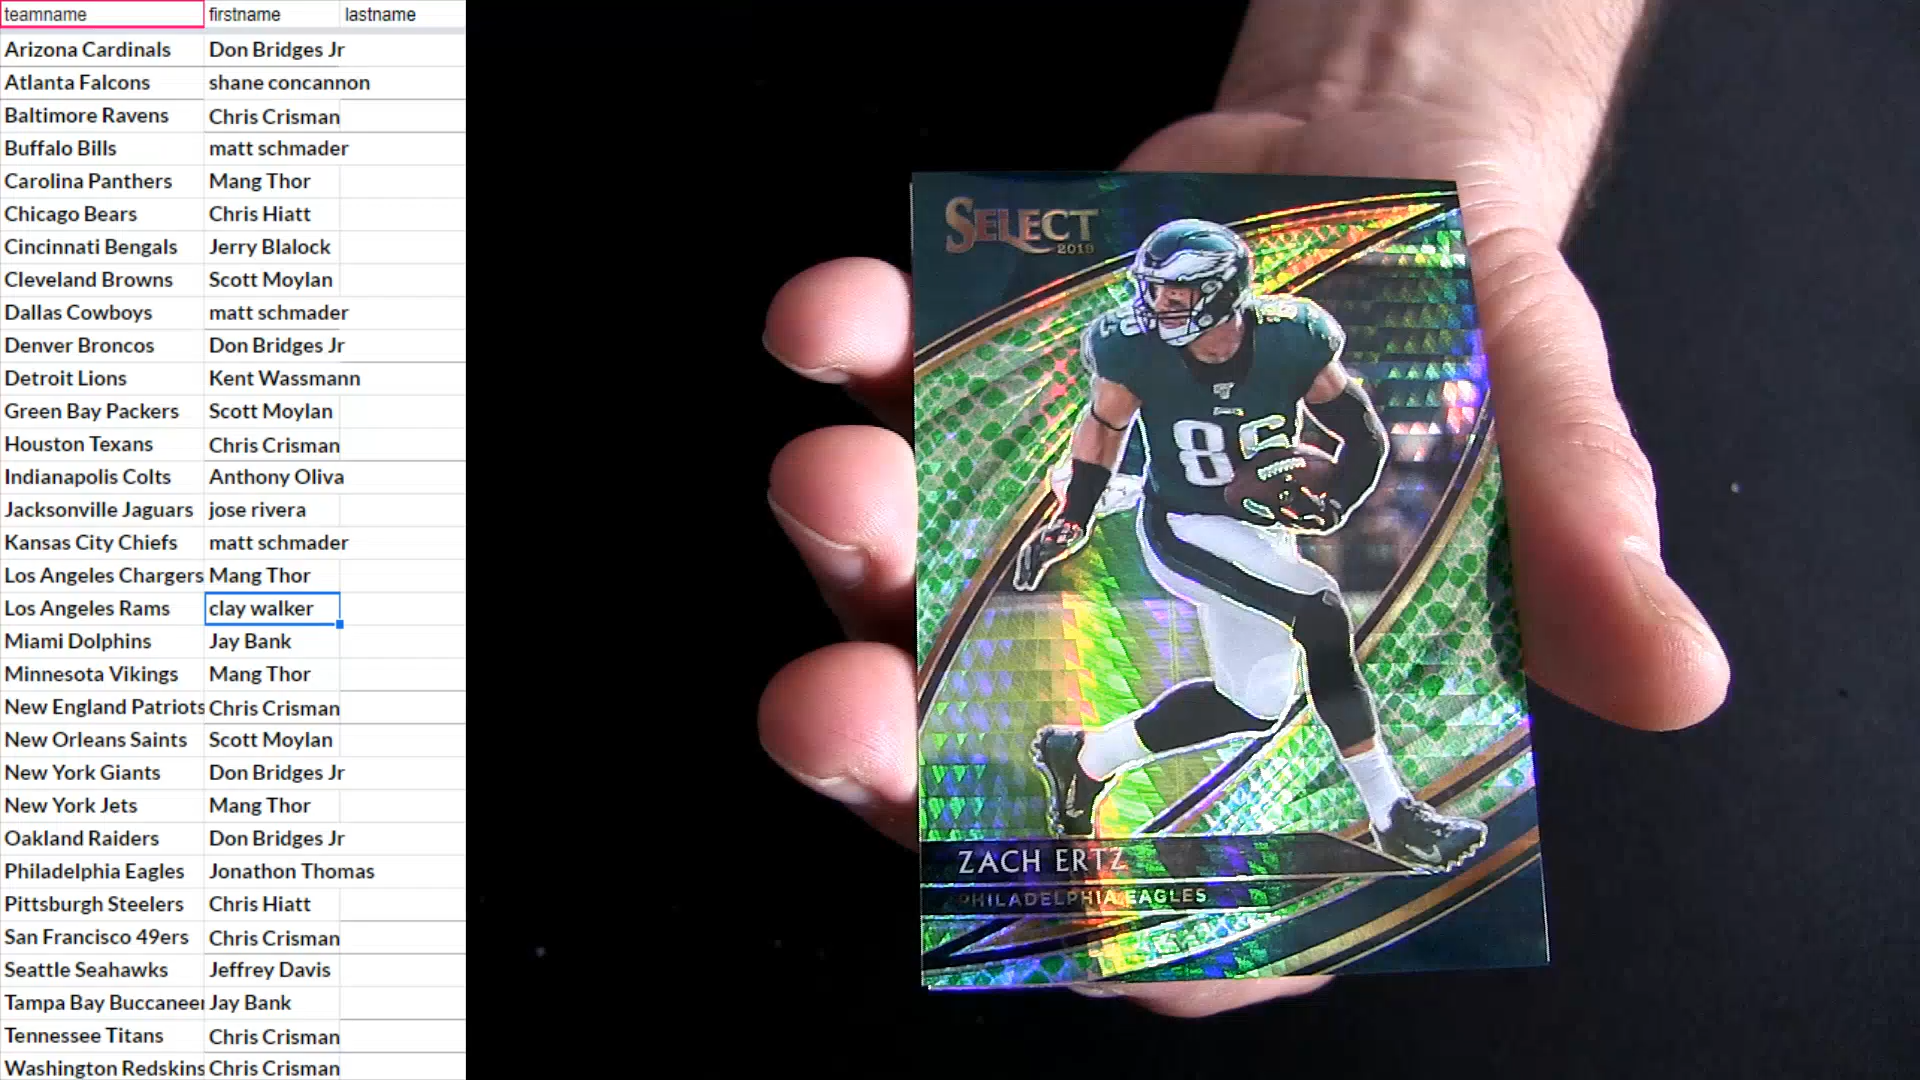 teamname firstname lastname
Arizona Cardinals Don Bridges Jr
Atlanta Falcons shane concannon
Baltimore Ravens Chris Crisman
Buffalo Bills matt schmader
Carolina Panthers Mang Thor
Chicago Bears Chris Hiatt
Cincinnati Bengals Jerry Blalock
Cleveland Browns Scott Moylan
Dallas Cowboys matt schmader
Denver Broncos Don Bridges Jr
Detroit Lions Kent Wassmann
Green Bay Packers Scott Moylan
Houston Texans Chris Crisman
Indianapolis Colts Anthony Oliva
Jacksonville Jaguars jose rivera
Kansas City Chiefs matt schmader
Los Angeles Chargers Mang Thor
Los Angeles Rams clay walker
Miami Dolphins Jay Bank
Minnesota Vikings Mang Thor
New England Patriots Chris Crisman
New Orleans Saints Scott Moylan
New York Giants Don Bridges Jr
New York Jets Mang Thor
Oakland Raiders Don Bridges Jr
Philadelphia Eagles Jonathon Thomas
Pittsburgh Steelers Chris Hiatt
San Francisco 49ers Chris Crisman
Seattle Seahawks Jeffrey Davis
Tampa Bay Buccaneer Jay Bank
Tennessee Titans Chris Crisman
Washington Redskins Chris Crisman
SELECT
2019
86
ZACH ERTZ
PHILADELPHIA EAGLES